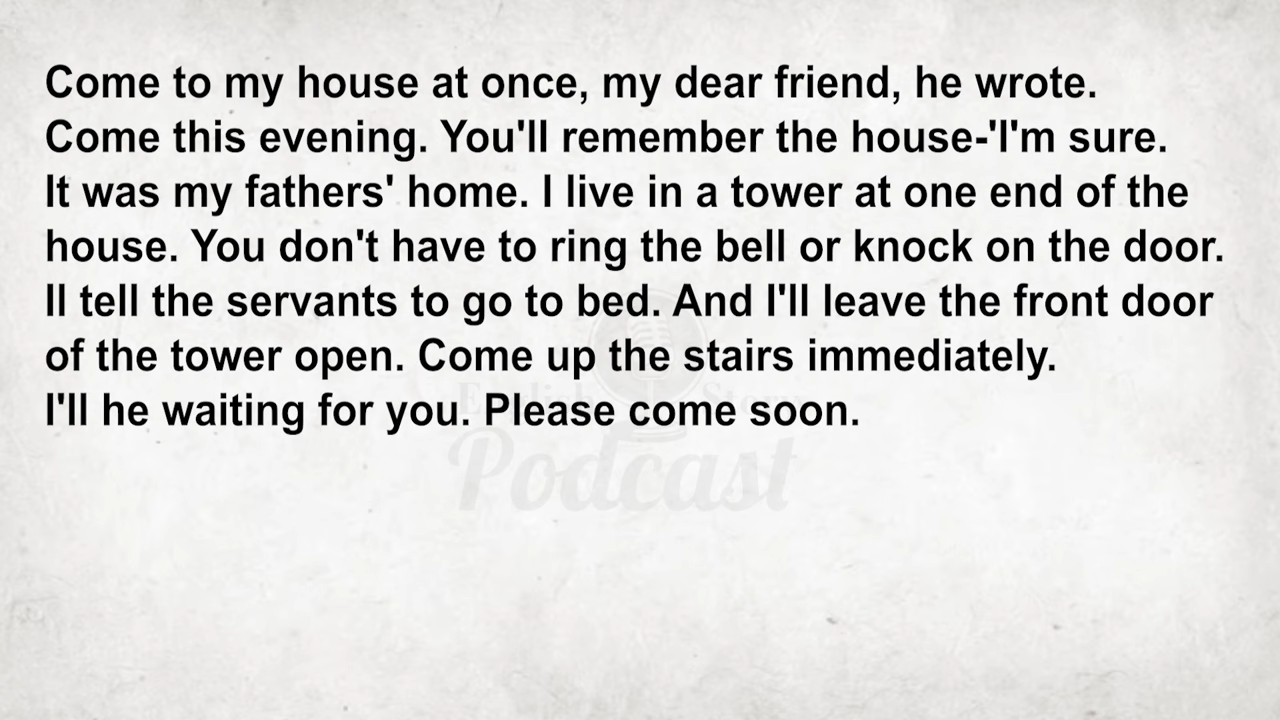 Come to my house at once, my dear friend, he wrote.
Come this evening. You'll remember the house-'I'm sure.
It was my fathers' home. I live in a tower at one end of the
house. You don't have to ring the bell or knock on the door.
ll tell the servants to go to bed. And I'll leave the front door
of the tower open. Come up the stairs immediately.
I'll he waiting for you. Please come soon.
English Story
Podcast